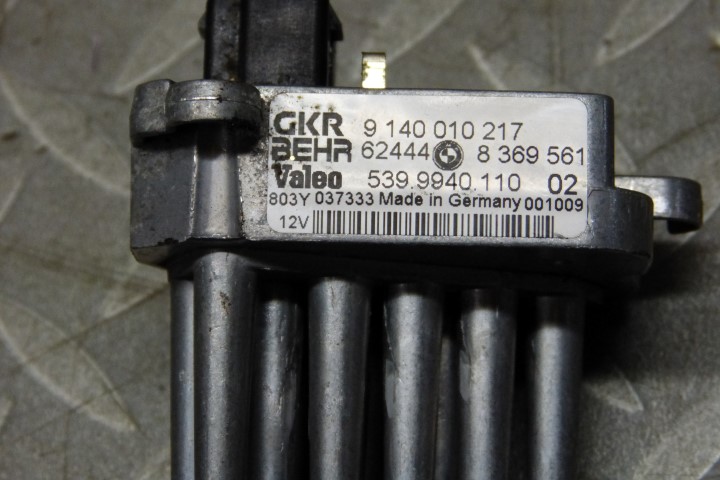 GKR 9 140 010 217
BEHR 62444 8 369 561
Valeo 539.9940.110 02
803Y 037333 Made in Germany 001009
12V